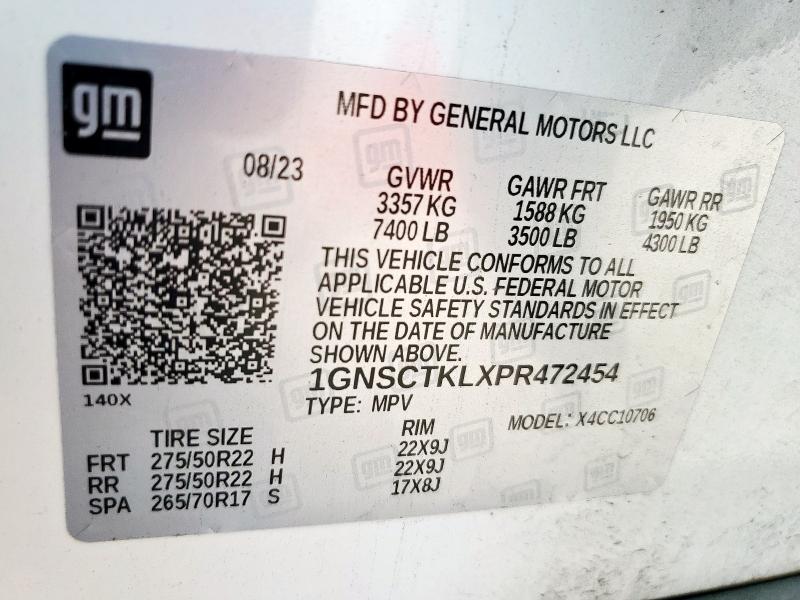 gm
MFD BY GENERAL MOTORS LLC
08/23
GVWR GAWR FRT GAWR RR
3357 KG 1588 KG 1950 KG
7400 LB 3500 LB 4300 LB
THIS VEHICLE CONFORMS TO ALL
APPLICABLE U.S. FEDERAL MOTOR
VEHICLE SAFETY STANDARDS IN EFFECT
ON THE DATE OF MANUFACTURE
SHOWN ABOVE.
1GNSCTKLXPR472454
140X
TYPE: MPV MODEL: X4CC10706
TIRE SIZE RIM
FRT 275/50R22 H 22X9J
RR 275/50R22 H 22X9J
SPA 265/70R17 S 17X8J